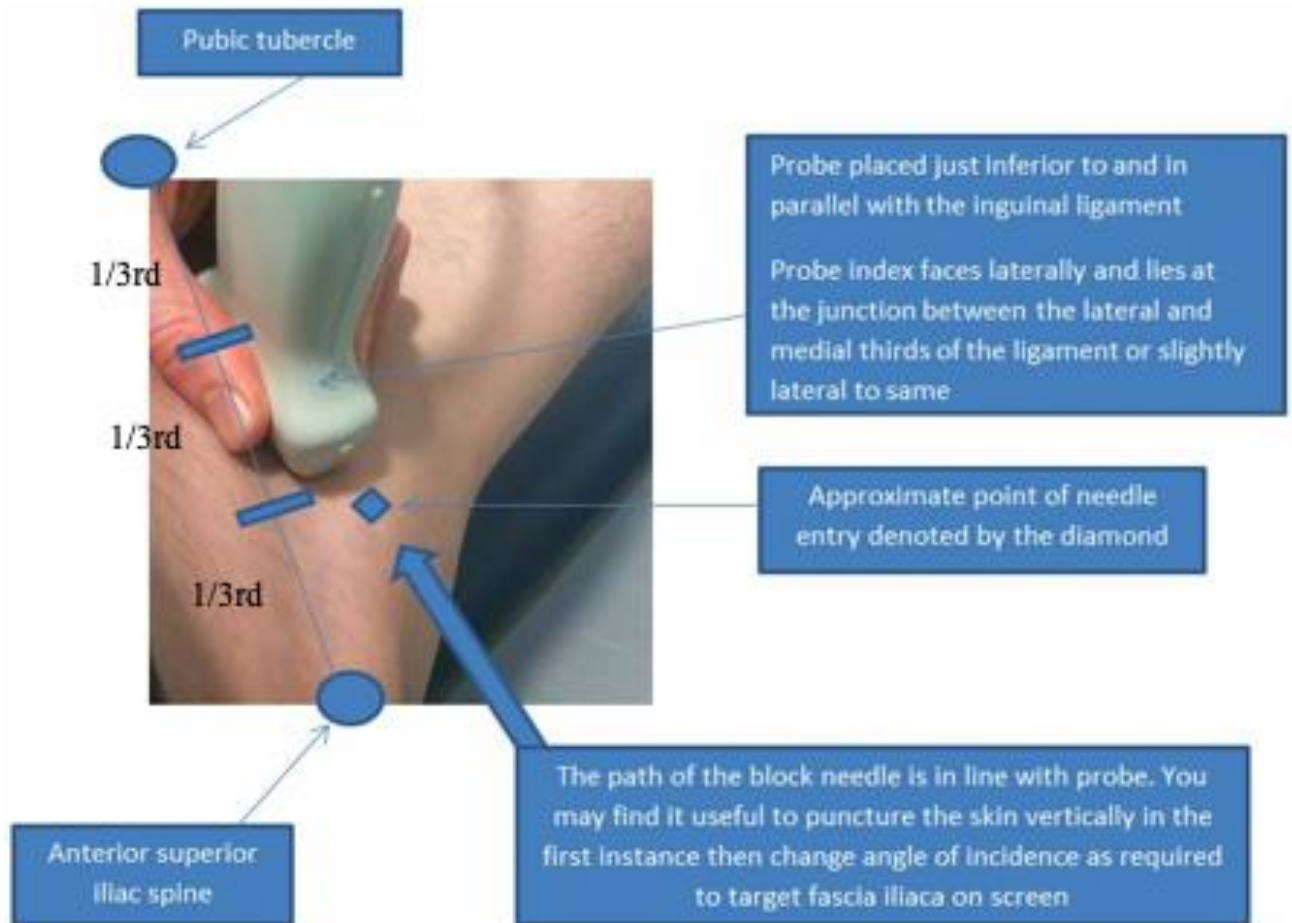 Pubic tubercle
Probe placed just inferior to and in
parallel with the inguinal ligament
Probe index faces laterally and lies at
the junction between the lateral and
medial thirds of the ligament or slightly
lateral to same
1/3rd
1/3rd
Approximate point of needle
entry denoted by the diamond
1/3rd
The path of the block needle is in line with probe. You
may find it useful to puncture the skin vertically in the
first instance then change angle of incidence as required
to target fascia iliaca on screen
Anterior superior
iliac spine